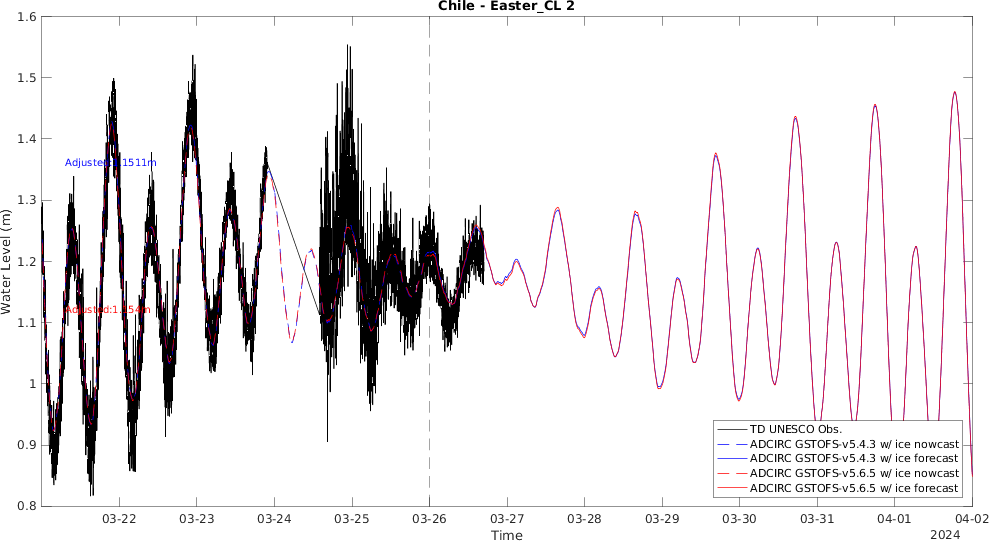 Chile - Easter_CL 2
1.6
1.5
1.4
1.3
1.2
1.1
1
0.9
0.8
Water Level (m)
TD UNESCO Obs.
ADCIRC GSTOFS-v5.4.3 w/ ice nowcast
ADCIRC GSTOFS-v5.4.3 w/ ice forecast
ADCIRC GSTOFS-v5.6.5 w/ ice nowcast
ADCIRC GSTOFS-v5.6.5 w/ ice forecast
03-22
03-23
03-24
03-25
03-26
03-27
03-28
03-29
03-30
03-31
04-01
04-02
Time
2024